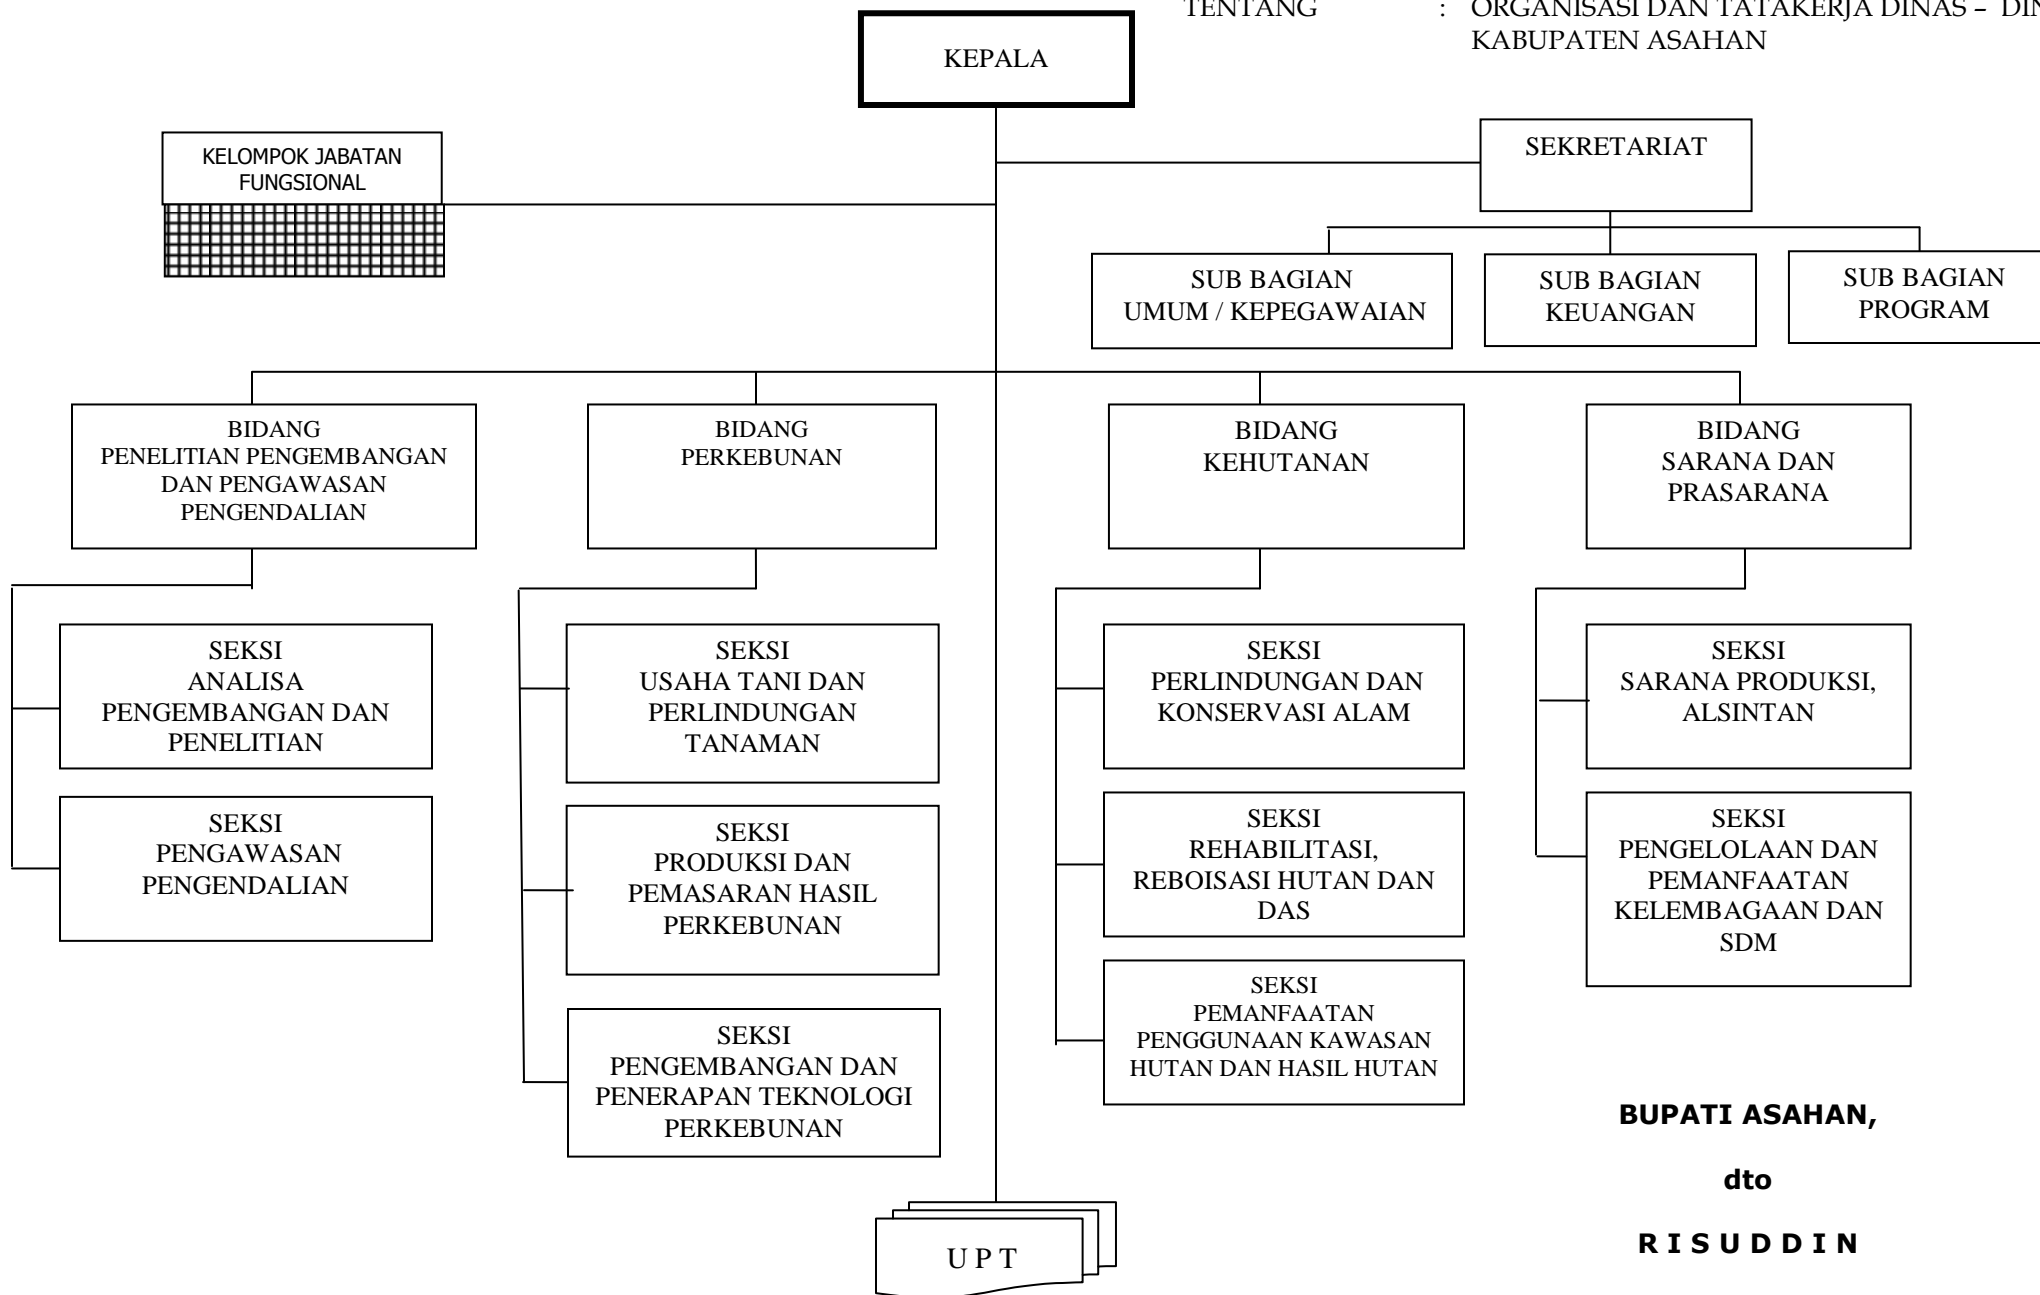 TENTANG : ORGANISASI DAN TATAKERJA DINAS – DIN
KABUPATEN ASAHAN
KEPALA
KELOMPOK JABATAN
FUNGSIONAL
SEKRETARIAT
SUB BAGIAN
UMUM / KEPEGAWAIAN
SUB BAGIAN
KEUANGAN
SUB BAGIAN
PROGRAM
BIDANG
PENELITIAN PENGEMBANGAN
DAN PENGAWASAN
PENGENDALIAN
BIDANG
PERKEBUNAN
BIDANG
KEHUTANAN
BIDANG
SARANA DAN
PRASARANA
SEKSI
ANALISA
PENGEMBANGAN DAN
PENELITIAN
SEKSI
USAHA TANI DAN
PERLINDUNGAN
TANAMAN
SEKSI
PERLINDUNGAN DAN
KONSERVASI ALAM
SEKSI
SARANA PRODUKSI,
ALSINTAN
SEKSI
PENGAWASAN
PENGENDALIAN
SEKSI
PRODUKSI DAN
PEMASARAN HASIL
PERKEBUNAN
SEKSI
REHABILITASI,
REBOISASI HUTAN DAN
DAS
SEKSI
PENGELOLAAN DAN
PEMANFAATAN
KELEMBAGAAN DAN
SDM
SEKSI
PENGEMBANGAN DAN
PENERAPAN TEKNOLOGI
PERKEBUNAN
SEKSI
PEMANFAATAN
PENGGUNAAN KAWASAN
HUTAN DAN HASIL HUTAN
U P T
BUPATI ASAHAN,
dto
R I S U D D I N